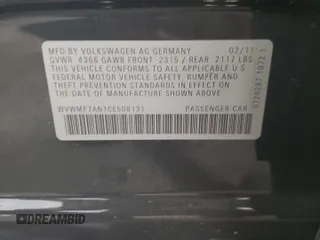 MFD BY VOLKSWAGEN AG GERMANY 02/11
GVWR 4366 GAWR FRONT 2315 / REAR 2117 LBS
THIS VEHICLE CONFORMS TO ALL APPLICABLE U.S
FEDERAL MOTOR VEHICLE SAFETY, BUMPER AND
THEFT PREVENTION STANDARDS IN EFFECT ON
THE DATE OF MANUFACTURE SHOWN ABOVE.
WVWMF7AN7CE508131 PASSENGER CAR
DREAMBID